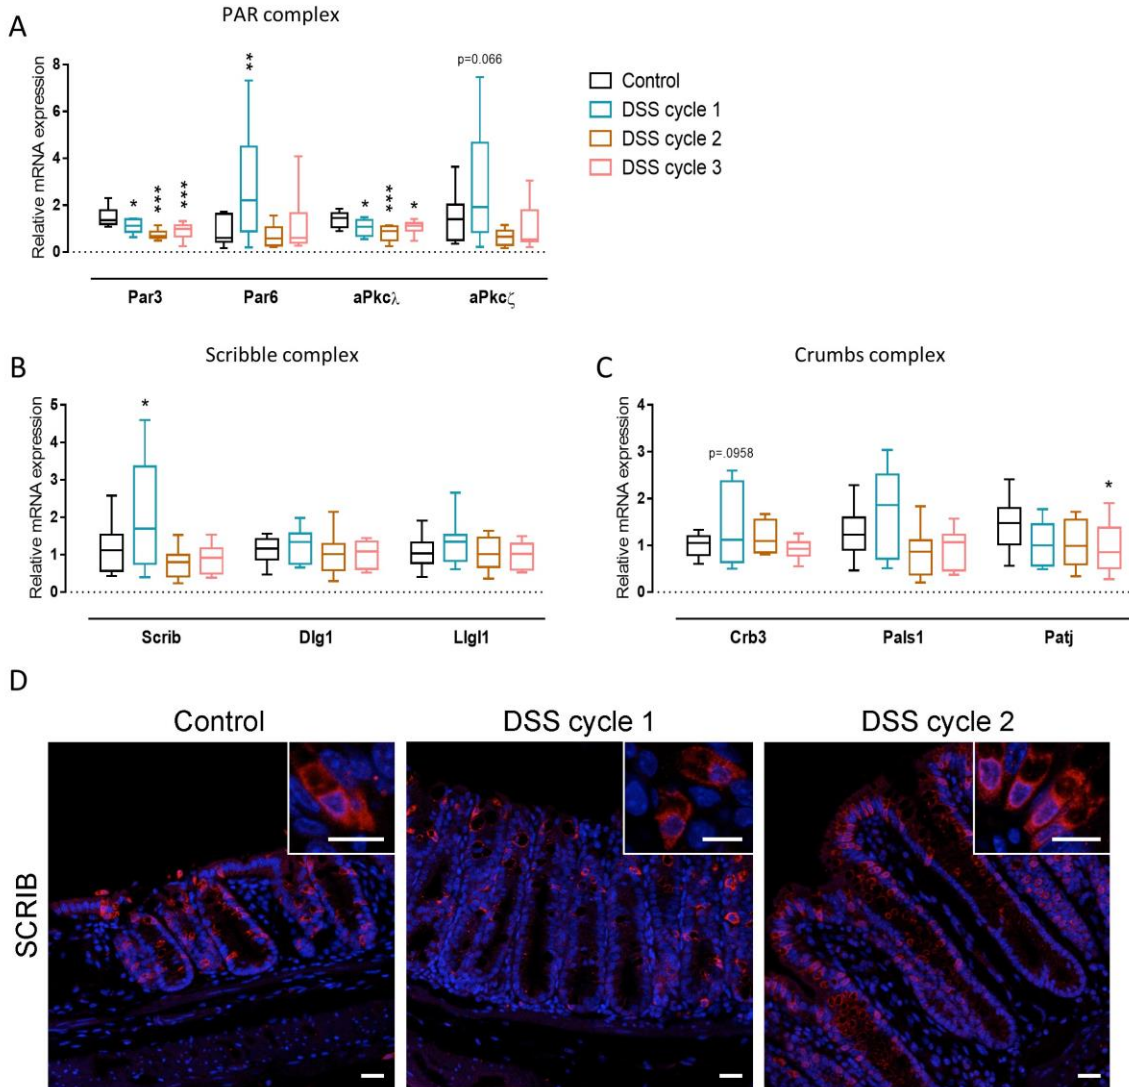 A
PAR complex
Relative mRNA expression
8
6
4
2
0
* *** *** ** * *** * p=0.066
Par3 Par6 aPkcλ aPkcζ
Control
DSS cycle 1
DSS cycle 2
DSS cycle 3
B
Scribble complex
Relative mRNA expression
5
4
3
2
1
0
*
Scrib Dlg1 Llgl1
C
Crumbs complex
Relative mRNA expression
4
3
2
1
0
p=.0958 *
Crb3 Pals1 Patj
D
Control DSS cycle 1 DSS cycle 2
SCRIB